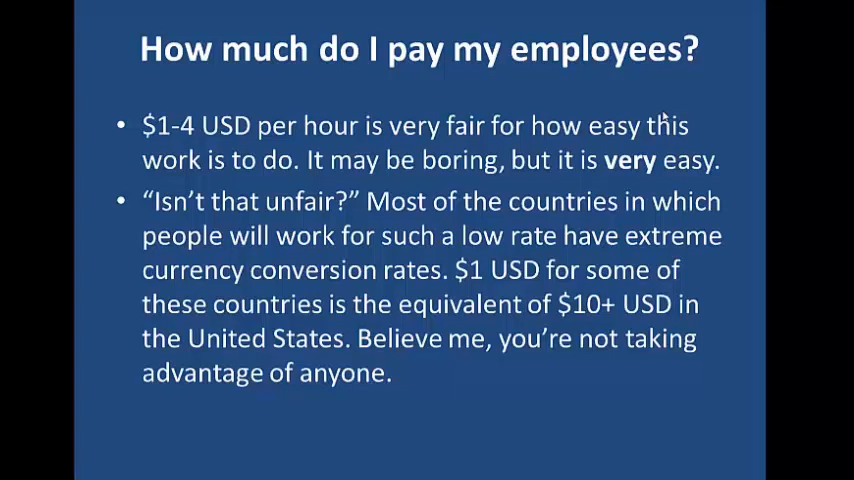 How much do I pay my employees?
• $1-4 USD per hour is very fair for how easy this
work is to do. It may be boring, but it is very easy.
• “Isn’t that unfair?” Most of the countries in which
people will work for such a low rate have extreme
currency conversion rates. $1 USD for some of
these countries is the equivalent of $10+ USD in
the United States. Believe me, you’re not taking
advantage of anyone.